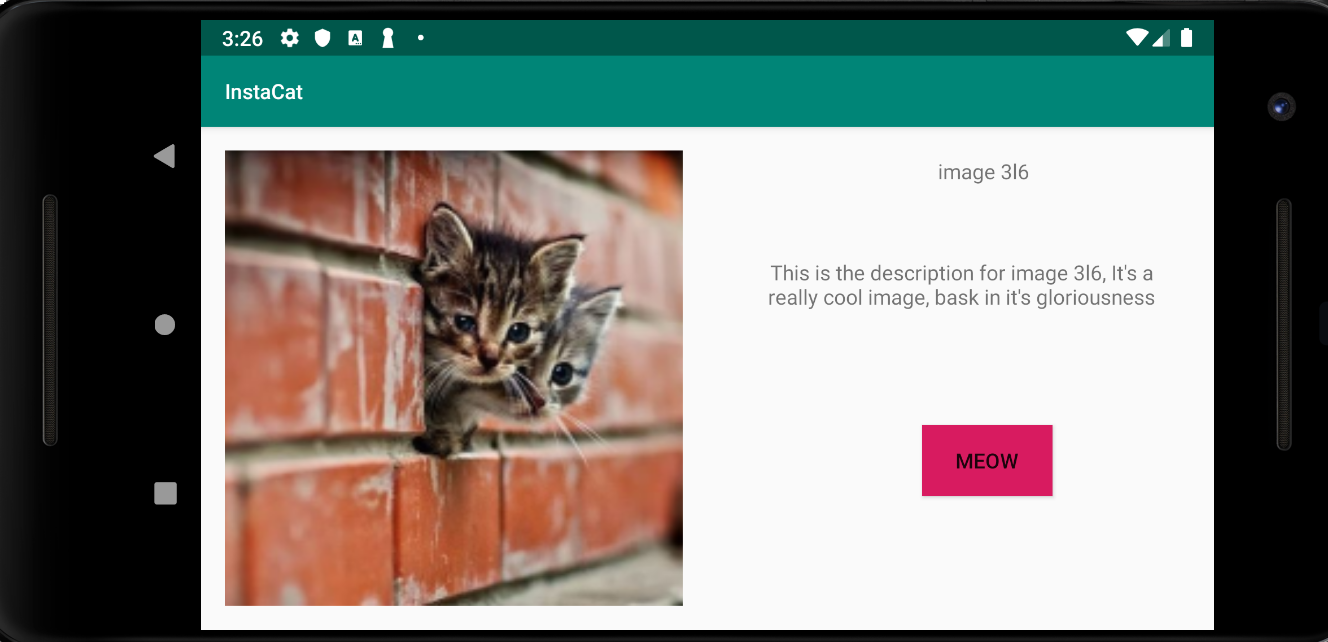 3:26
InstaCat
image 3l6
This is the description for image 3l6, It's a
really cool image, bask in it's gloriousness
MEOW